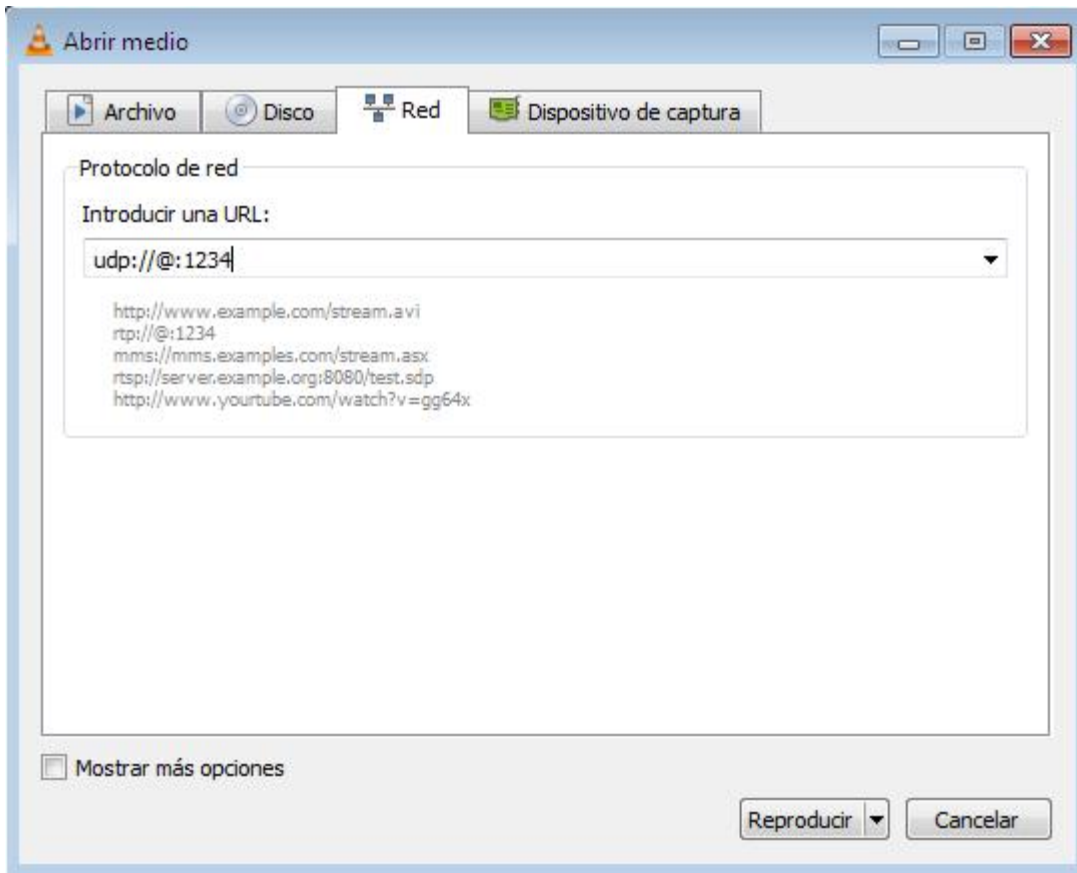 Abrir medio
Archivo Disco Red Dispositivo de captura
Protocolo de red
Introducir una URL:
udp://@:1234
http://www.example.com/stream.avi
rtp://@:1234
mms://mms.examples.com/stream.asx
rtsp://server.example.org:8080/test.sdp
http://www.yourtube.com/watch?v=gg64x
Mostrar más opciones
Reproducir Cancelar